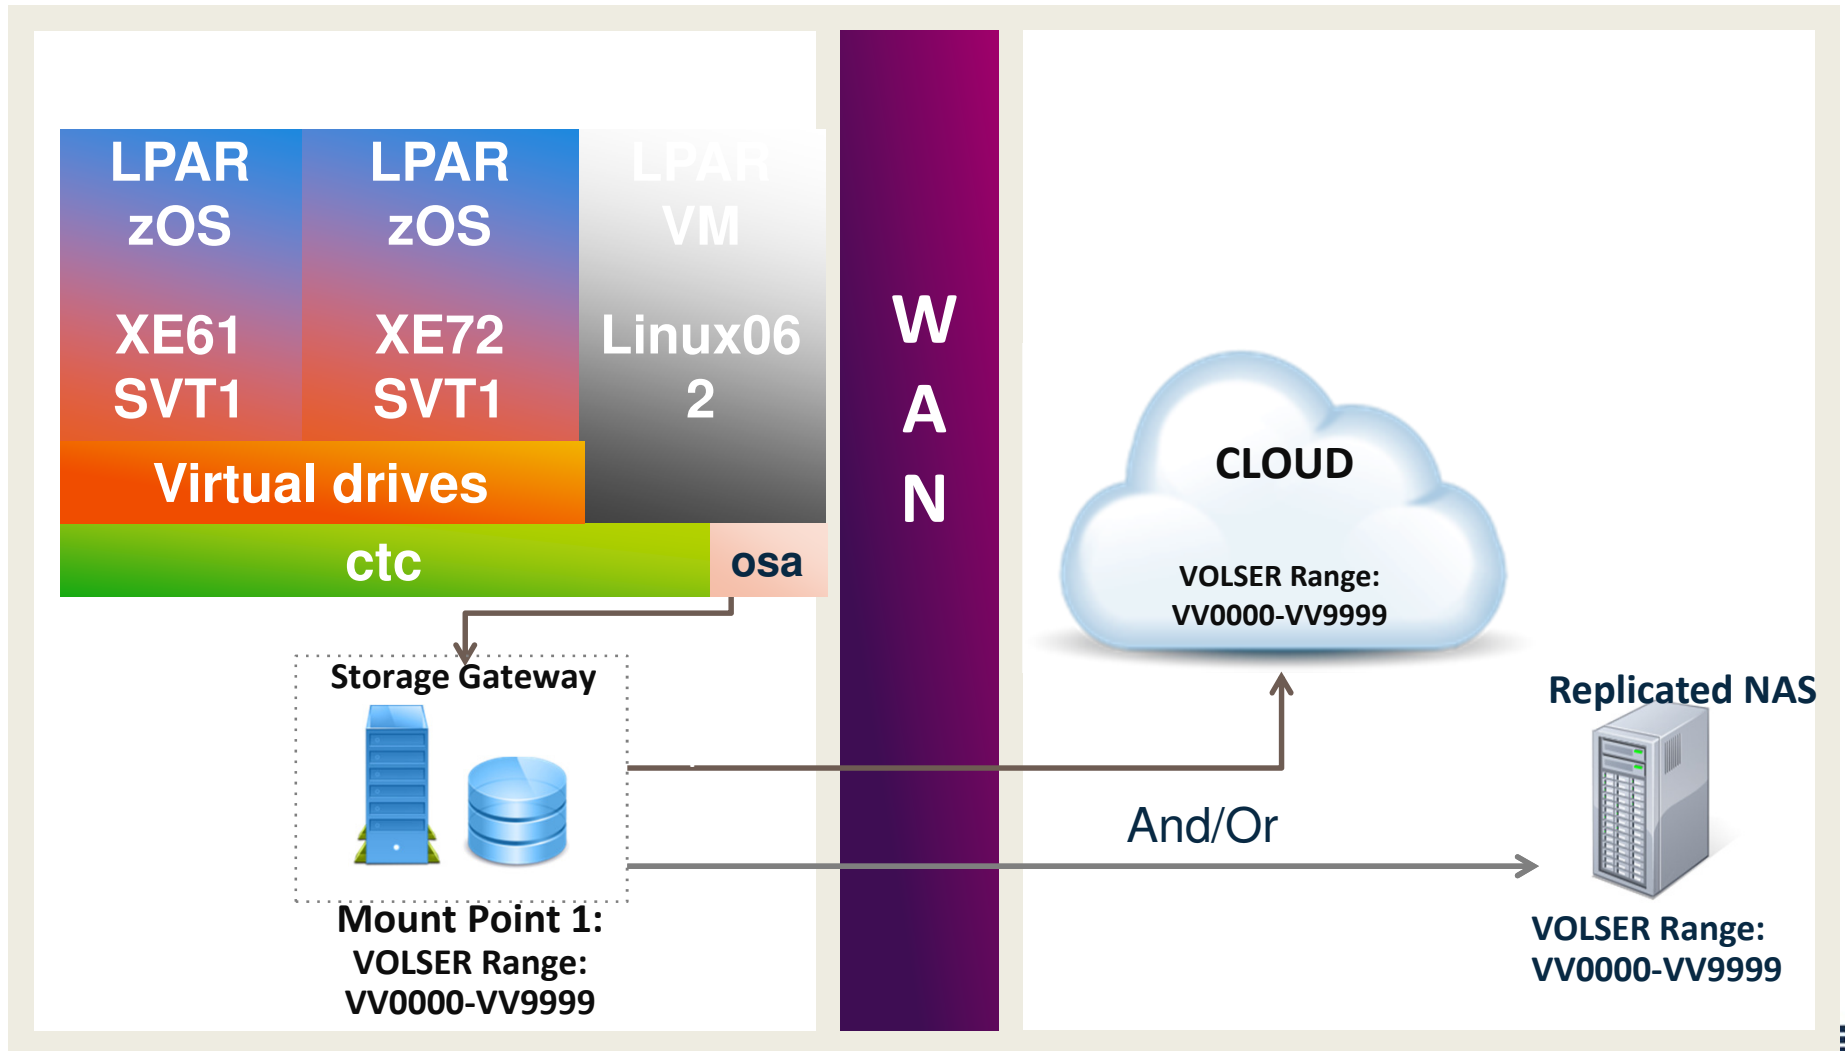 LPAR
zOS
XE61
SVT1
LPAR
zOS
XE72
SVT1
LPAR
VM
Linux06
2
Virtual drives
ctc
osa
Storage Gateway
Mount Point 1:
VOLSER Range:
VV0000-VV9999
W
A
N
CLOUD
VOLSER Range:
VV0000-VV9999
And/Or
Replicated NAS
VOLSER Range:
VV0000-VV9999